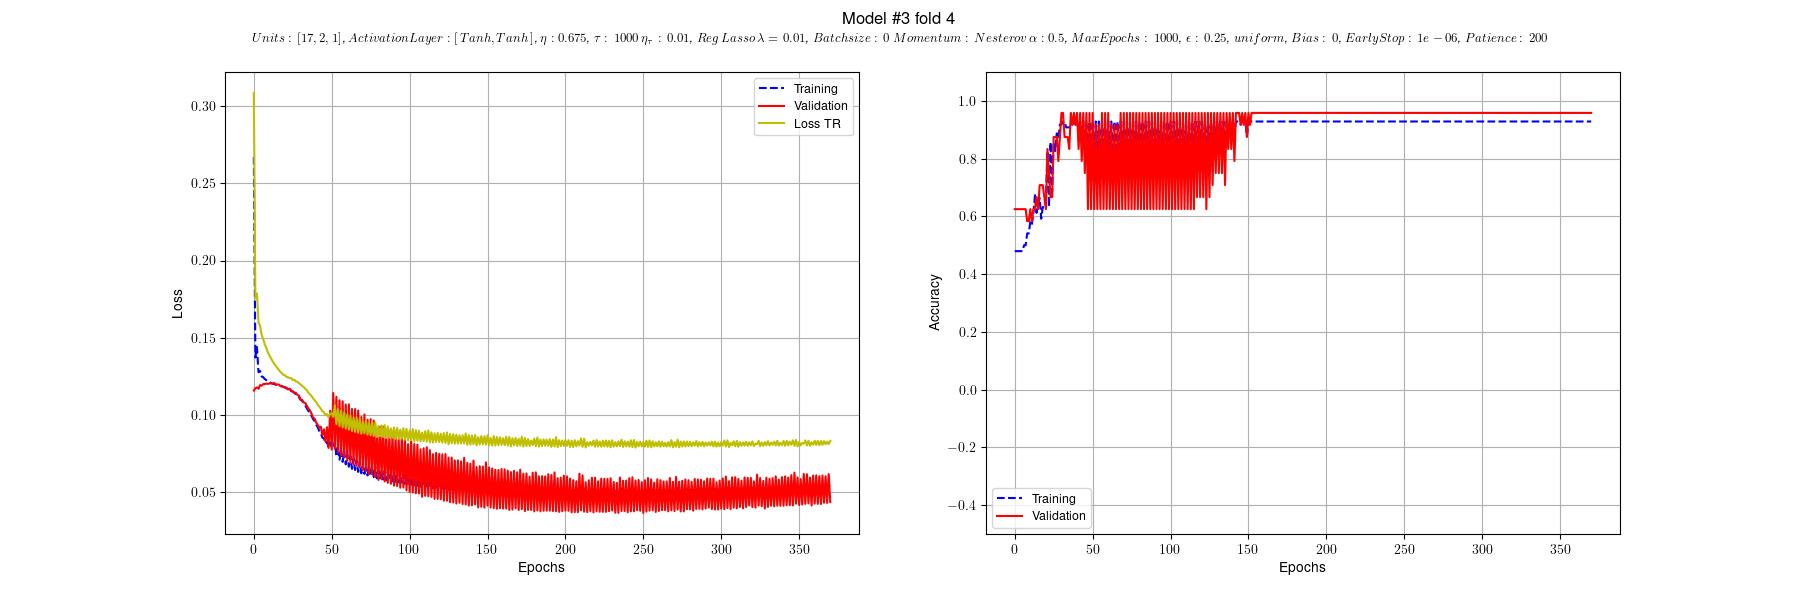 Model #3 fold 4
Units : [17, 2, 1], ActivationLayer : [Tanh, Tanh], η : 0.675, τ : 1000 ητ : 0.01, Reg Lasso λ = 0.01, Batchsize : 0 Momentum : Nesterov α : 0.5, MaxEpochs : 1000, ϵ : 0.25, uniform, Bias : 0, EarlyStop : 1e − 06, Patience : 200
Loss
0.30
0.25
0.20
0.15
0.10
0.05
0 50 100 150 200 250 300 350
Epochs
Training
Validation
Loss TR
Accuracy
1.0
0.8
0.6
0.4
0.2
0.0
−0.2
−0.4
0 50 100 150 200 250 300 350
Epochs
Training
Validation